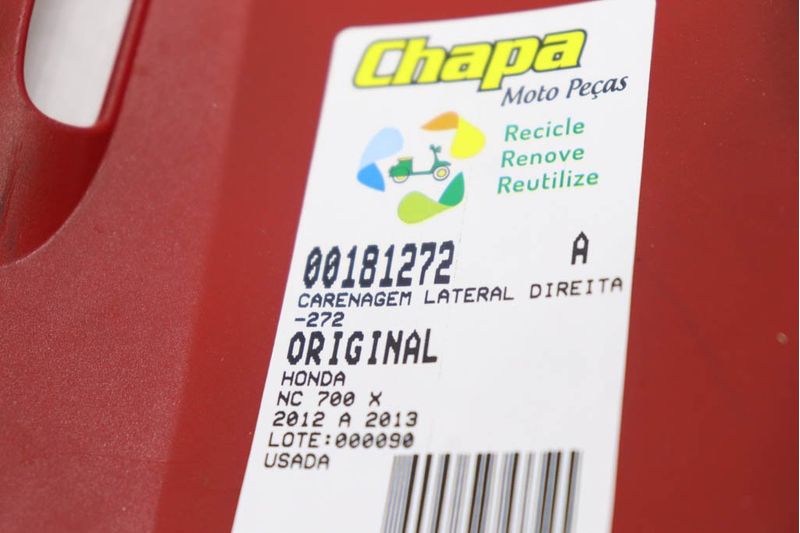 Chapa
Moto Peças
Recicle
Renove
Reutilize
00181272 A
CARENAGEM LATERAL DIREITA
-272
ORIGINAL
HONDA
NC 700 X
2012 A 2013
LOTE:000090
USADA